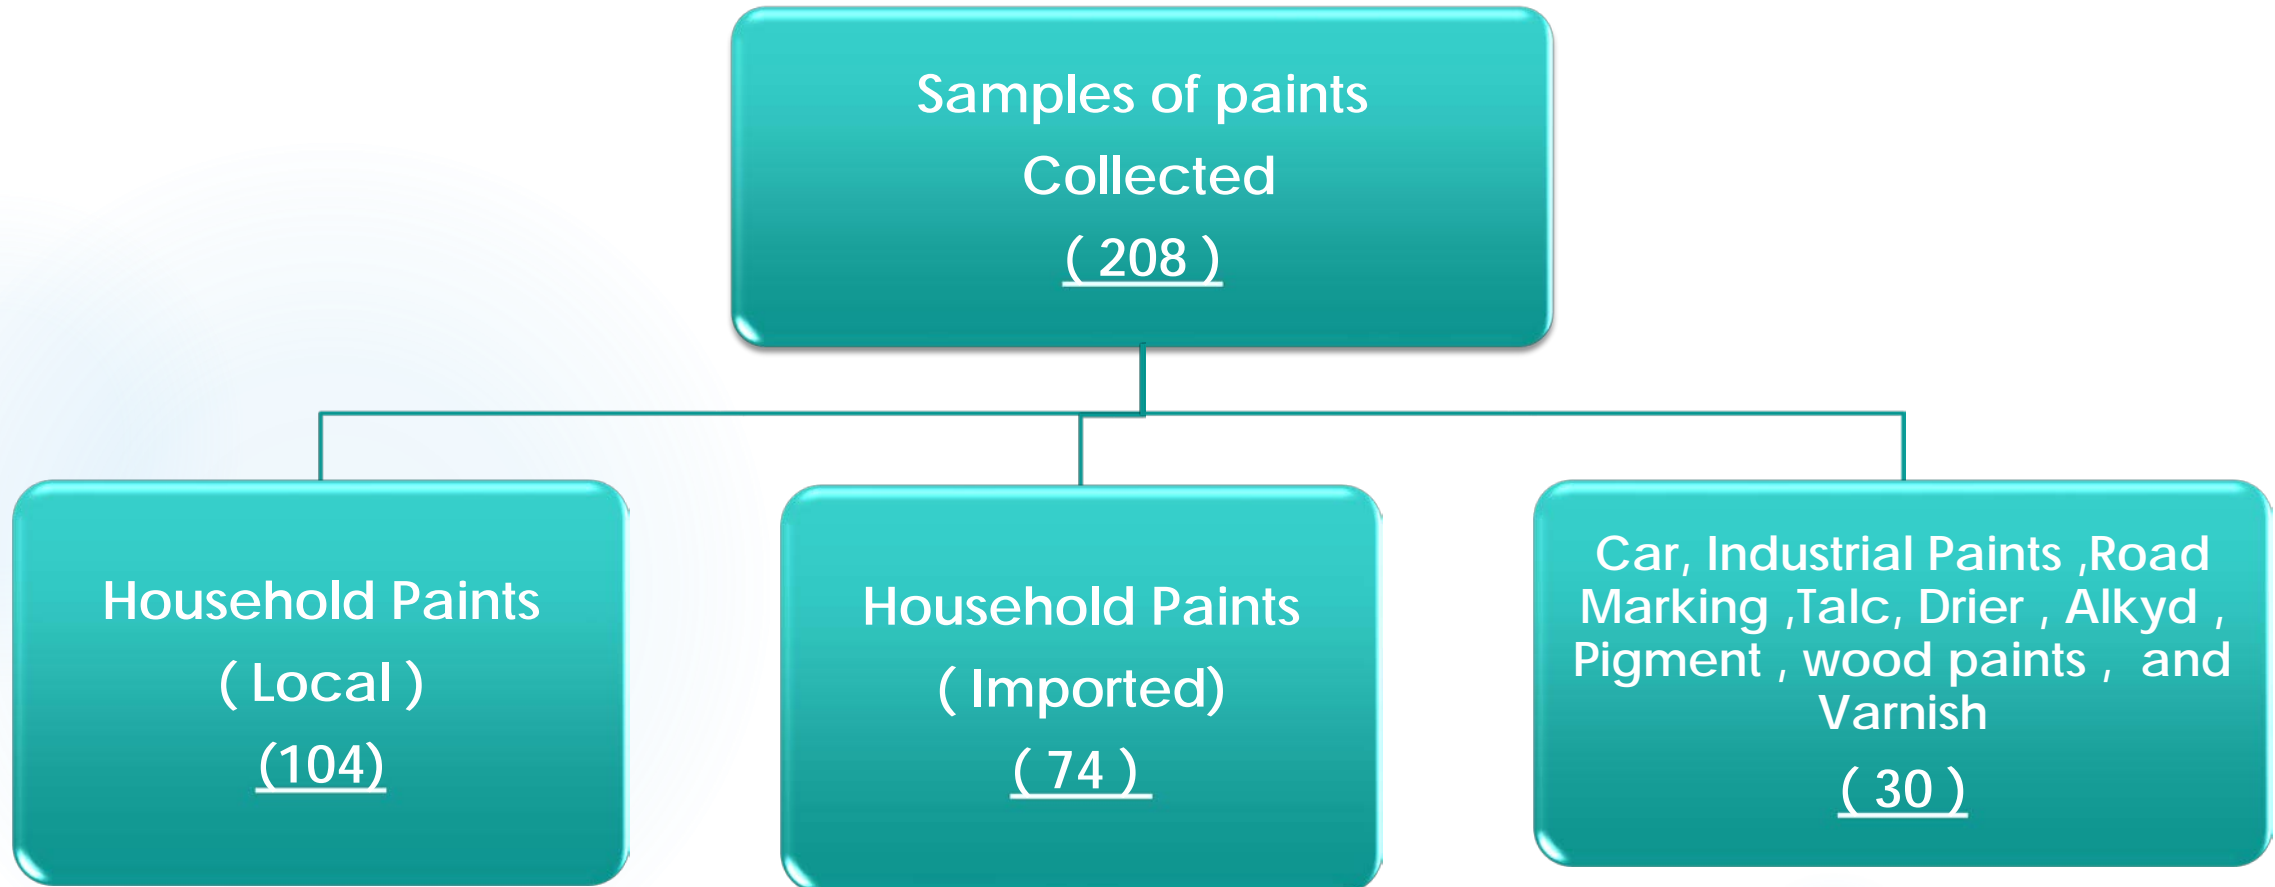 Samples of paints
Collected
( 208 )
Household Paints
( Local )
(104)
Household Paints
( Imported)
( 74 )
Car, Industrial Paints ,Road
Marking ,Talc, Drier , Alkyd ,
Pigment , wood paints ,  and
Varnish
( 30 )